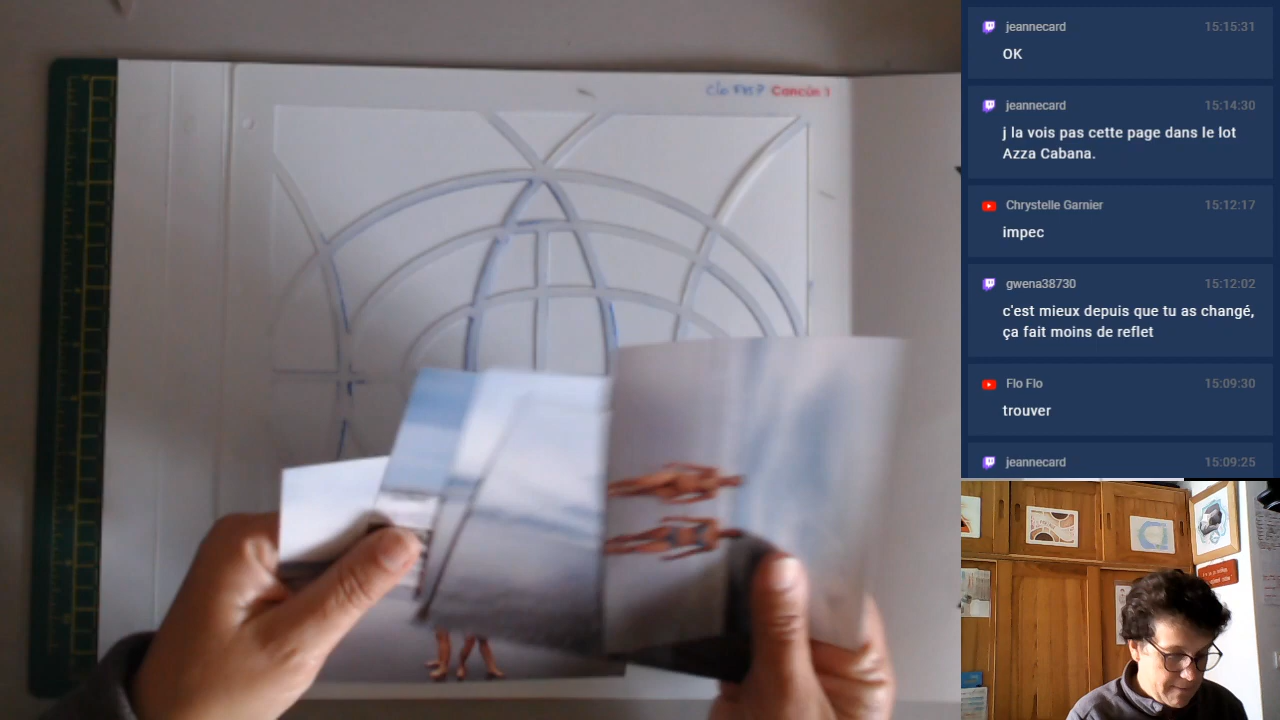 Cancún 1
jeannecard 15:15:31
OK
jeannecard 15:14:30
j la vois pas cette page dans le lot
Azza Cabana.
Chrystelle Garnier 15:12:17
impec
gwena38730 15:12:02
c'est mieux depuis que tu as changé,
ça fait moins de reflet
Flo Flo 15:09:30
trouver
jeannecard 15:09:25